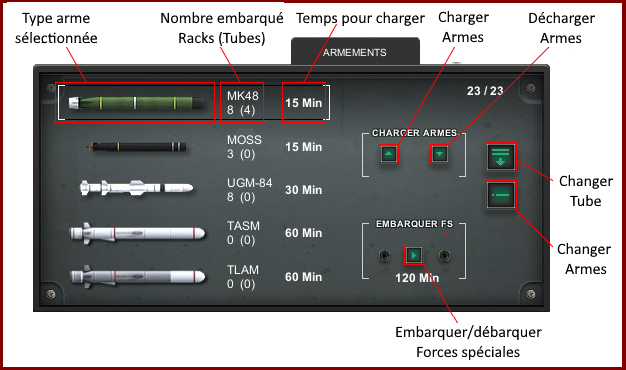 Type arme
sélectionnée
Nombre embarqué
Racks (Tubes)
Temps pour charger
Charger
Armes
Décharger
Armes
ARMEMENTS
23 / 23
MK48
8 (4)
15 Min
MOSS
3 (0)
15 Min
UGM-84
8 (0)
30 Min
TASM
0 (0)
60 Min
TLAM
0 (0)
60 Min
CHARGER ARMES
EMBARQUER FS
120 Min
Changer
Tube
Changer
Armes
Embarquer/débarquer
Forces spéciales